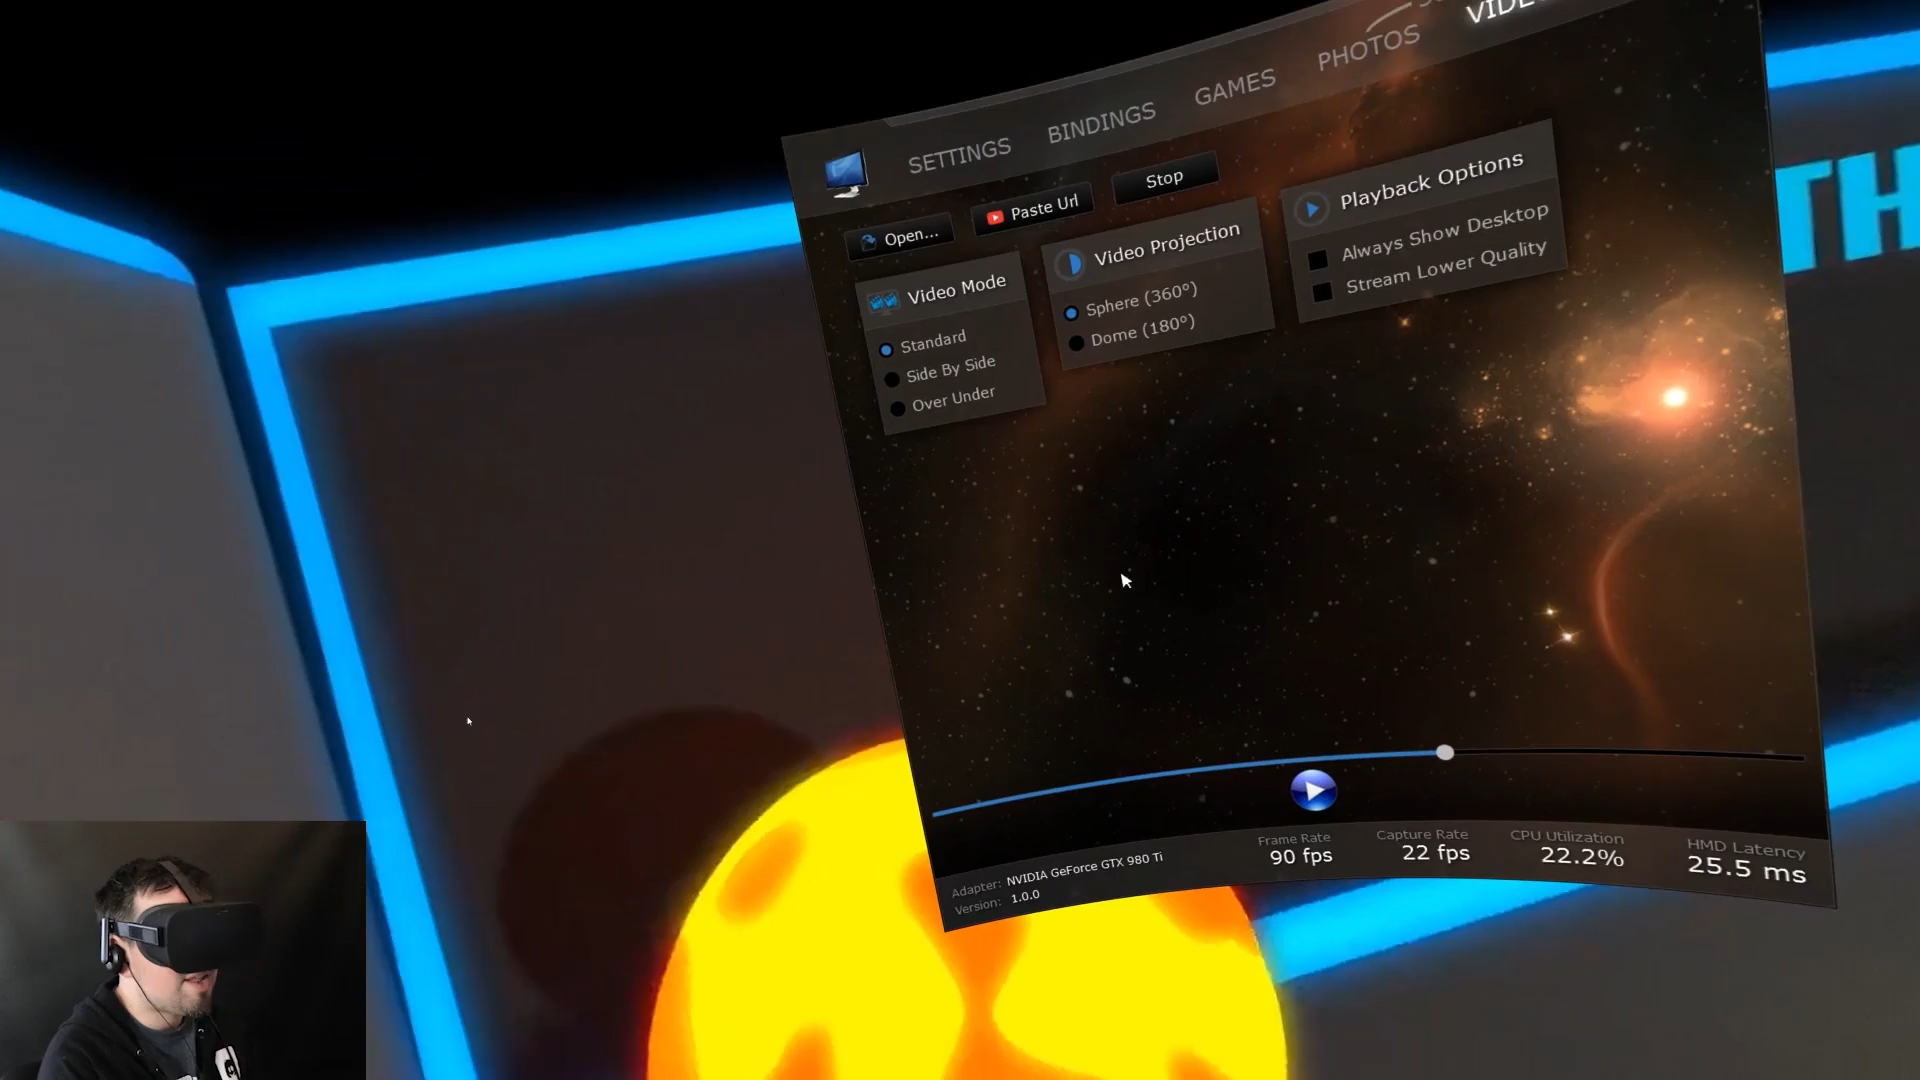 SETTINGS
BINDINGS
GAMES
PHOTOS
Open...
Paste Url
Stop
Video Mode
Standard
Side By Side
Over Under
Video Projection
Sphere (360°)
Dome (180°)
Playback Options
Always Show Desktop
Stream Lower Quality
TH
Adapter: NVIDIA GeForce GTX 980 Ti
Version: 1.0.0
Frame Rate
90 fps
Capture Rate
22 fps
CPU Utilization
22.2%
HMD Latency
25.5 ms